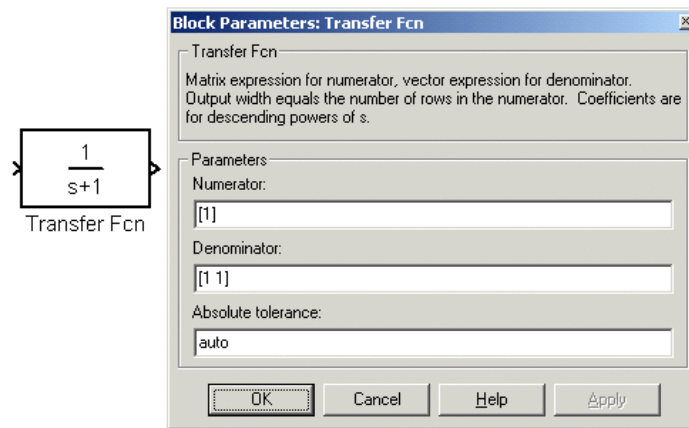 1
s+1
Transfer Fcn
Block Parameters: Transfer Fcn
Transfer Fcn
Matrix expression for numerator, vector expression for denominator.
Output width equals the number of rows in the numerator.  Coefficients are
for descending powers of s.
Parameters
Numerator:
[1]
Denominator:
[1 1]
Absolute tolerance:
auto
OK Cancel Help Apply